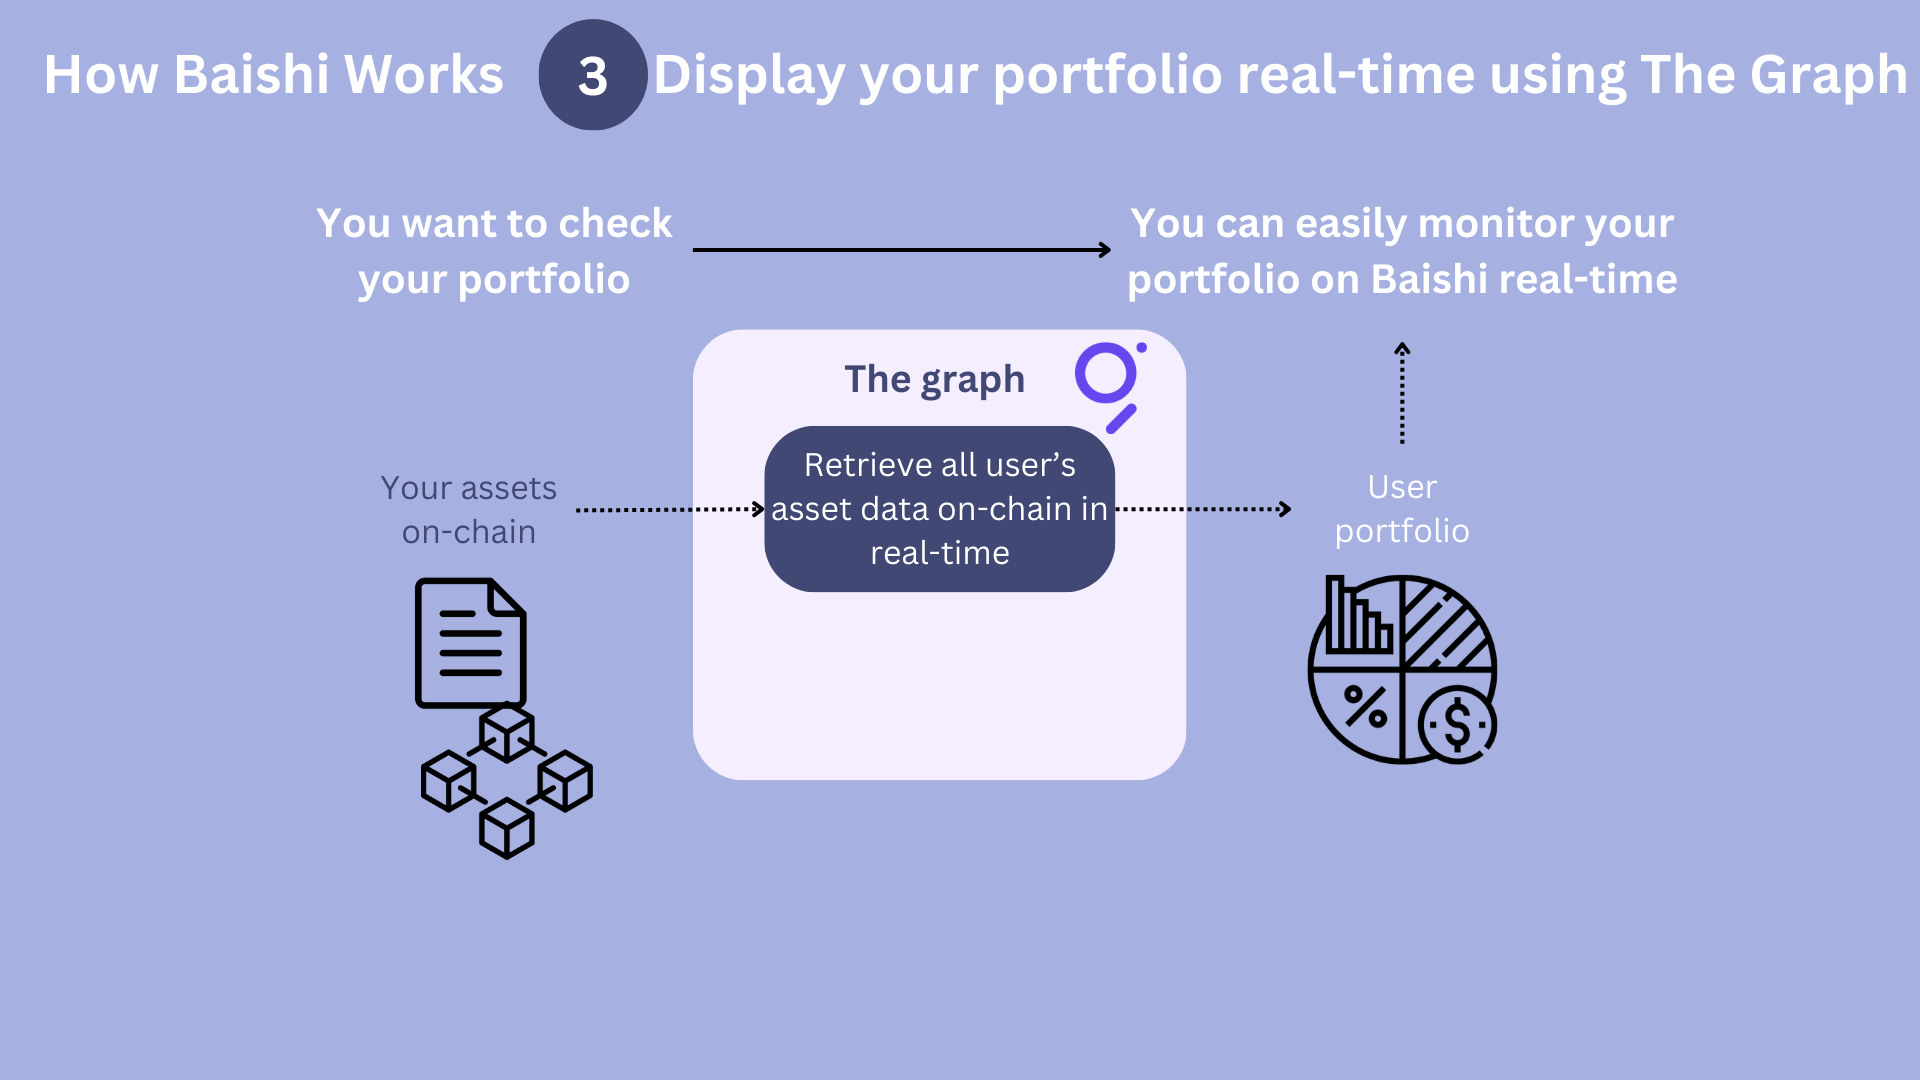 How Baishi Works 3 Display your portfolio real-time using The Graph
You want to check
your portfolio
You can easily monitor your
portfolio on Baishi real-time
The graph
Your assets
on-chain
Retrieve all user’s
asset data on-chain in
real-time
User
portfolio
%
$